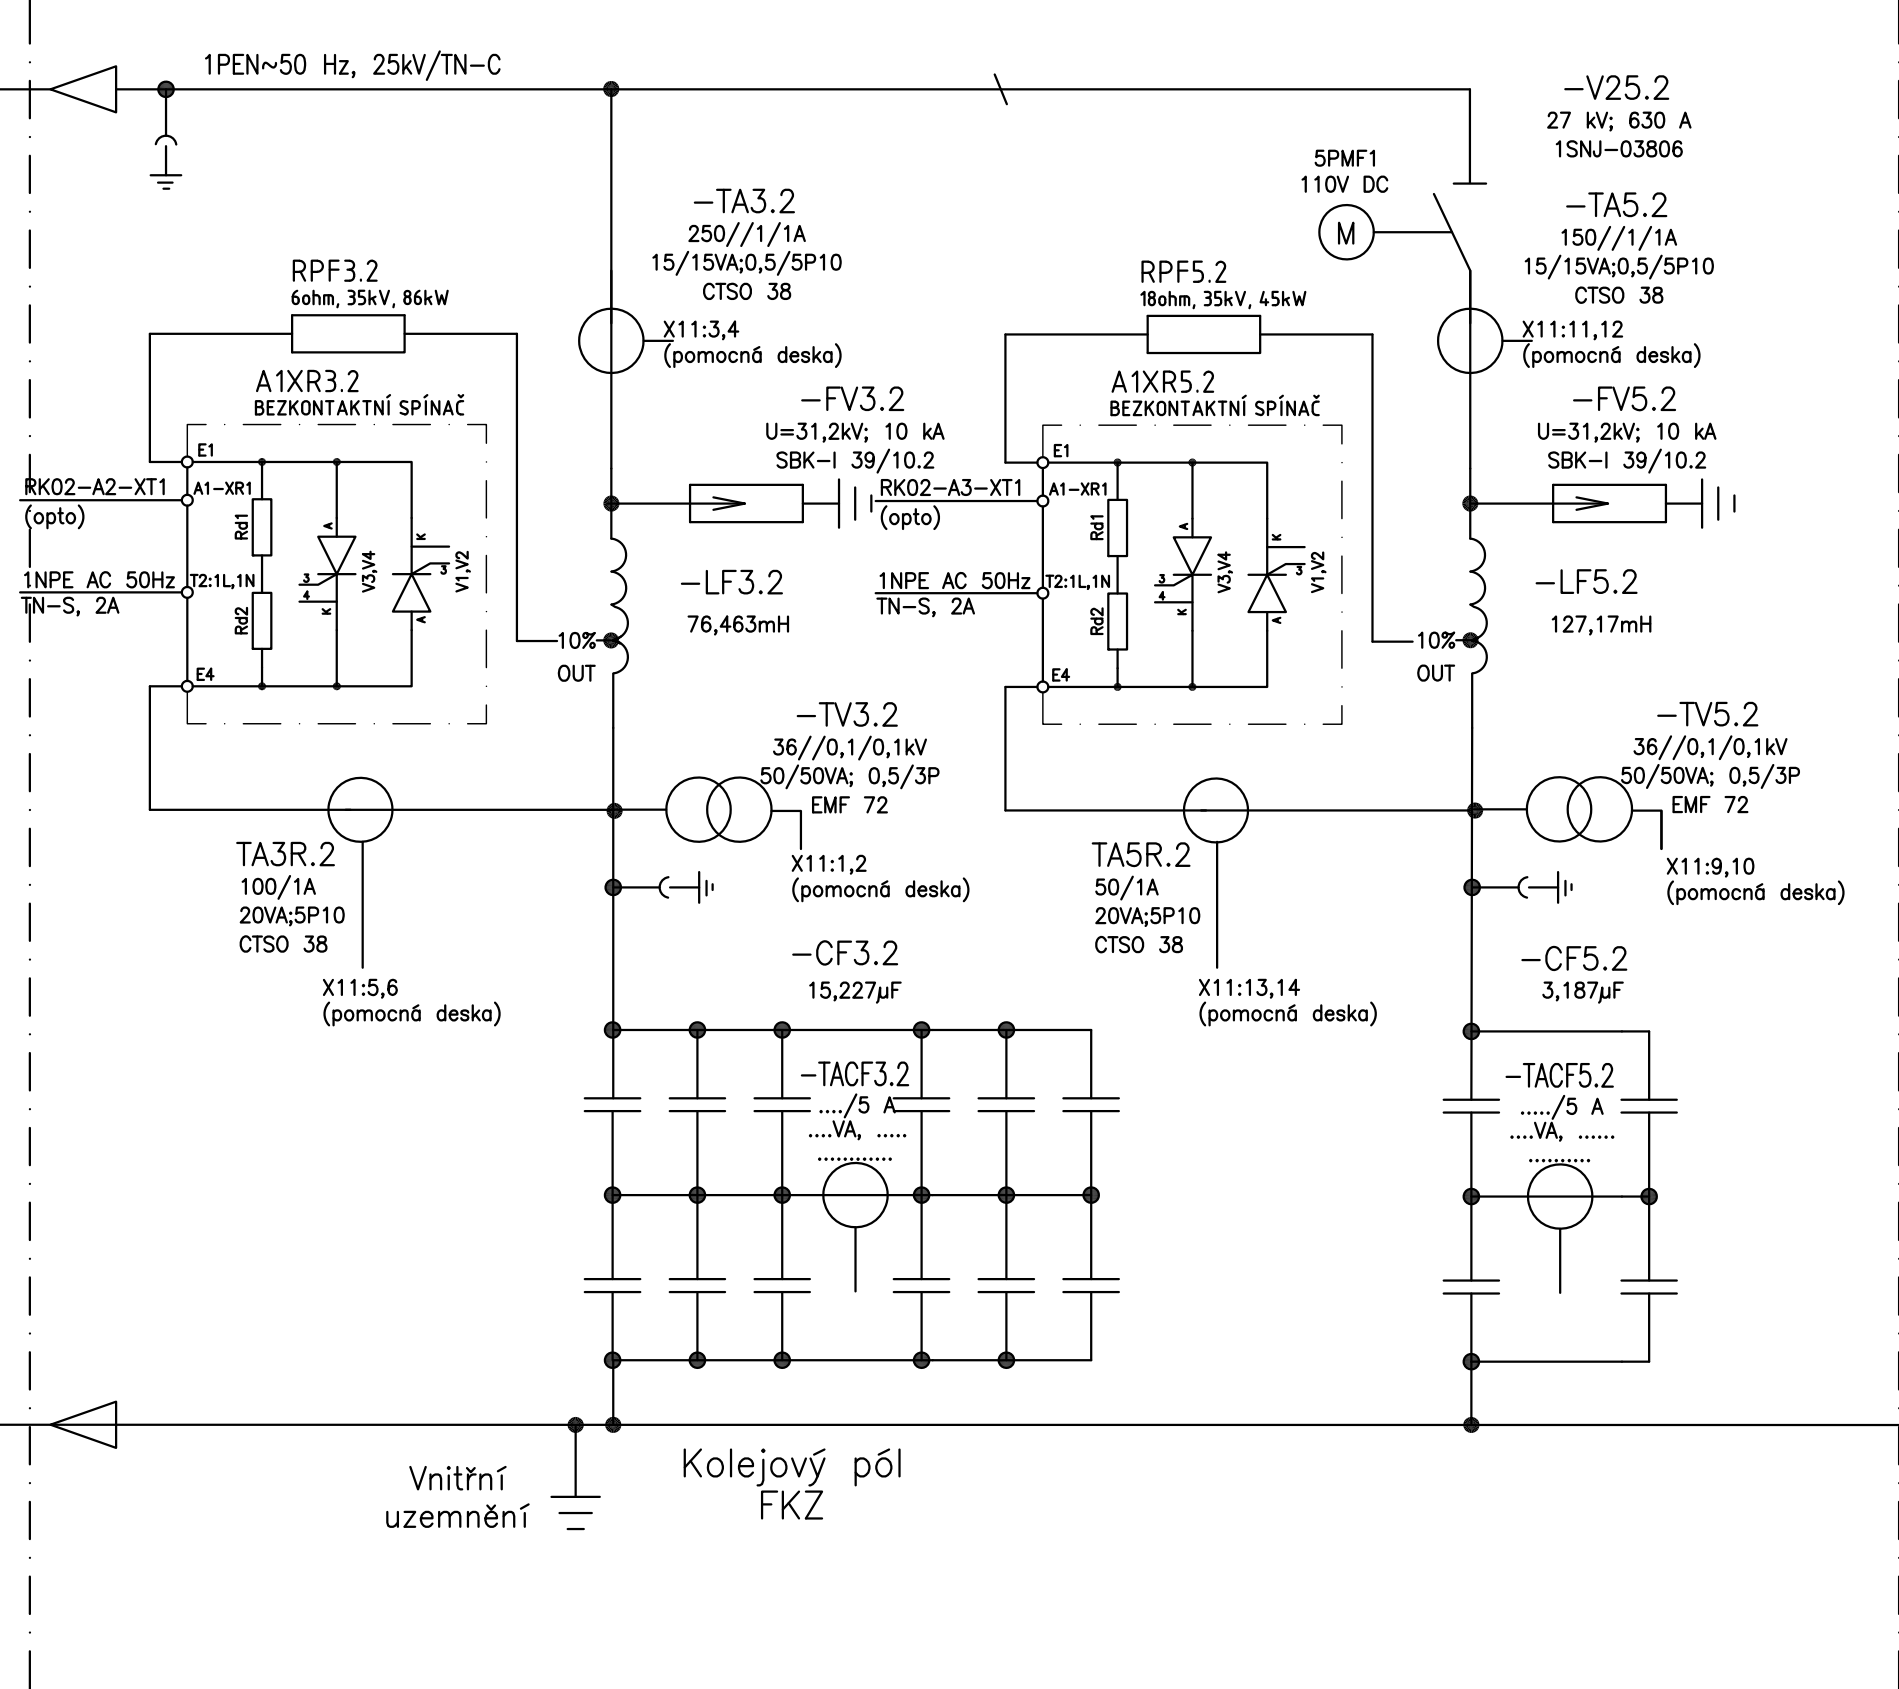 1PEN~50 Hz, 25kV/TN-C
-V25.2
27 kV; 630 A
1SNJ-03806
5PMF1
110V DC
M
-TA3.2
250//1/1A
15/15VA;0,5/5P10
CTSO 38
X11:3,4
(pomocná deska)
-TA5.2
150//1/1A
15/15VA;0,5/5P10
CTSO 38
X11:11,12
(pomocná deska)
RPF3.2
6ohm, 35kV, 86kW
RPF5.2
18ohm, 35kV, 45kW
A1XR3.2
BEZKONTAKTNÍ SPÍNAČ
E1
RK02-A2-XT1
(opto)
A1-XR1
1NPE AC 50Hz
TN-S, 2A
T2:1L,1N
E4
Rd1
Rd2
A
3
4
K
V3,V4
K
3
A
V1,V2
-FV3.2
U=31,2kV; 10 kA
SBK-I 39/10.2
-LF3.2
76,463mH
10%
OUT
A1XR5.2
BEZKONTAKTNÍ SPÍNAČ
E1
RK02-A3-XT1
(opto)
A1-XR1
1NPE AC 50Hz
TN-S, 2A
T2:1L,1N
E4
Rd1
Rd2
A
3
4
K
V3,V4
K
3
A
V1,V2
-FV5.2
U=31,2kV; 10 kA
SBK-I 39/10.2
-LF5.2
127,17mH
10%
OUT
-TV3.2
36//0,1/0,1kV
50/50VA; 0,5/3P
EMF 72
X11:1,2
(pomocná deska)
-TV5.2
36//0,1/0,1kV
50/50VA; 0,5/3P
EMF 72
X11:9,10
(pomocná deska)
TA3R.2
100/1A
20VA;5P10
CTSO 38
X11:5,6
(pomocná deska)
TA5R.2
50/1A
20VA;5P10
CTSO 38
X11:13,14
(pomocná deska)
-CF3.2
15,227µF
-CF5.2
3,187µF
-TACF3.2
..../5 A
....VA, .....
............
-TACF5.2
...../5 A
....VA, ......
..........
Vnitřní
uzemnění
Kolejový pól
FKZ